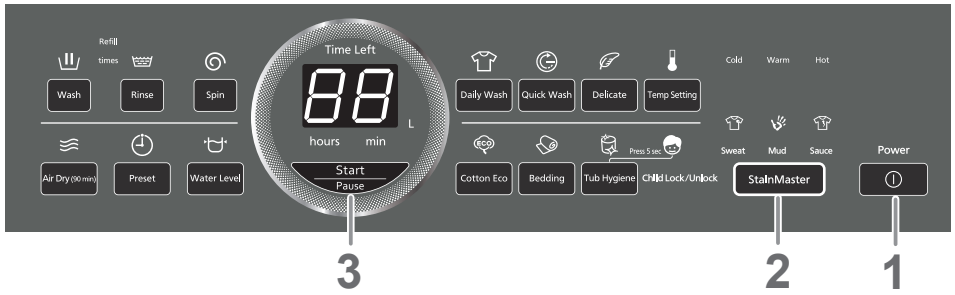 Refill
times
Wash
Rinse
Spin
Air Dry (90 min)
Preset
Water Level
Time Left
88
L
hours min
Start
Pause
Daily Wash
Quick Wash
Delicate
Temp Setting
ECO
Press 5 sec
Cotton Eco
Bedding
Tub Hygiene
Child Lock/Unlock
Cold Warm Hot
Sweat Mud Sauce
StainMaster
Power
3
2
1